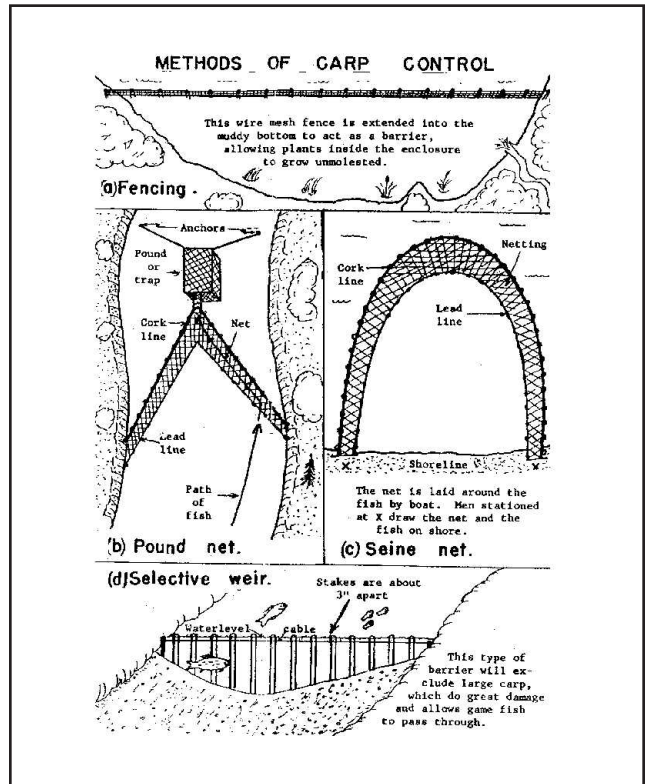 METHODS OF CARP CONTROL
This wire mesh fence is extended into the
muddy bottom to act as a barrier,
allowing plants inside the enclosure
to grow unmolested.
(a) Fencing.
Anchors
Pound
or
trap
Cork
line
Net
Lead
line
Path
of
fish
(b) Pound net.
Netting
Cork
line
Lead
line
Shoreline
X
X
The net is laid around the
fish by boat. Men stationed
at X draw the net and the
fish on shore.
(c) Seine net.
(d) Selective weir.
Stakes are about
3" apart
Waterlevel cable
This type of
barrier will ex-
clude large carp,
which do great damage
and allows game fish
to pass through.